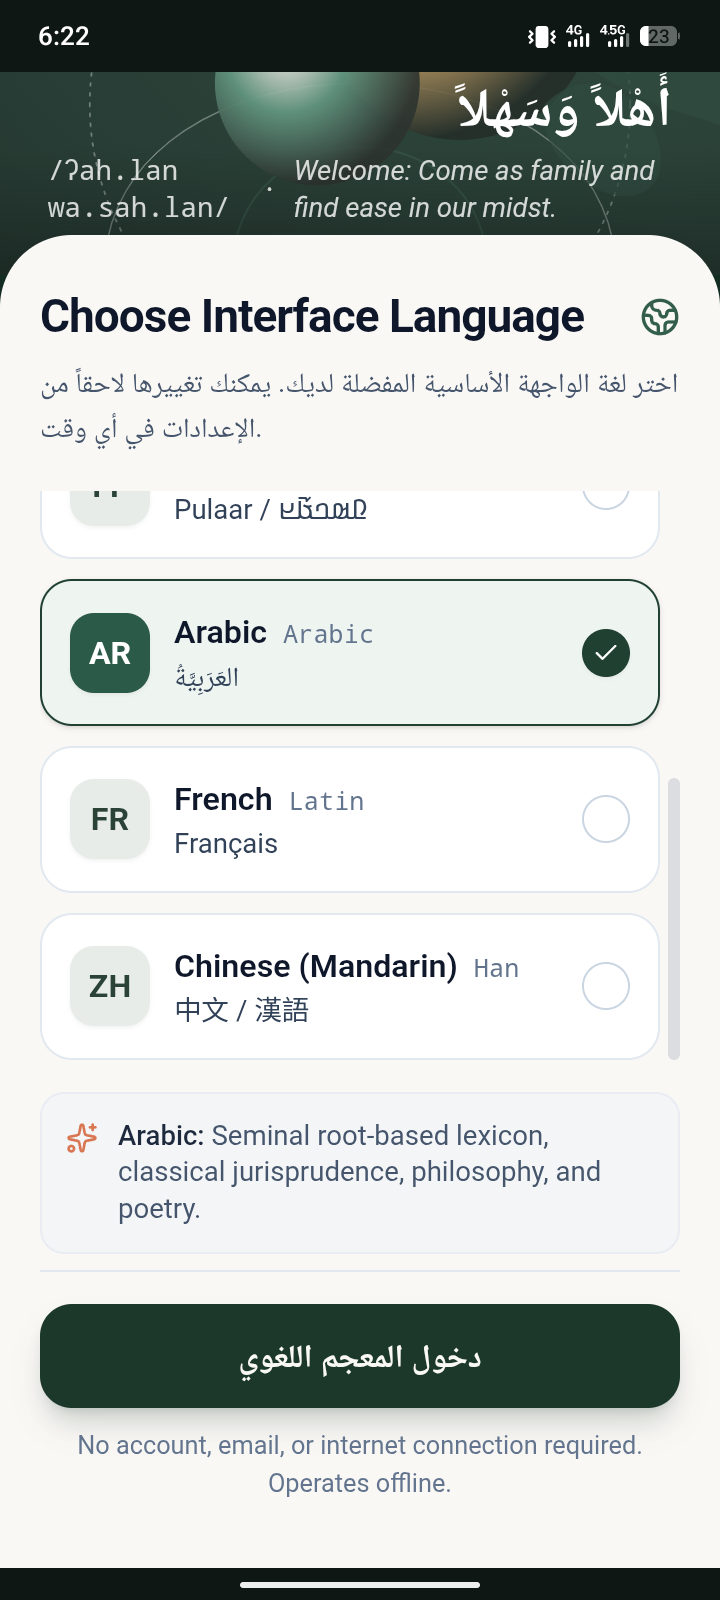 6:22
4G
4.5G
23
أَهْلاً وَسَهْلاً
/ʔah.lan
wa.sah.lan/
·
Welcome: Come as family and
find ease in our midst.
Choose Interface Language
اختر لغة الواجهة الأساسية المفضلة لديك. يمكنك تغييرها لاحقاً من
الإعدادات في أي وقت.
Pulaar /
AR
Arabic Arabic
العَرَبِيَّةُ
FR
French Latin
Français
ZH
Chinese (Mandarin) Han
中文 / 漢語
Arabic: Seminal root-based lexicon,
classical jurisprudence, philosophy, and
poetry.
دخول المعجم اللغوي
No account, email, or internet connection required.
Operates offline.